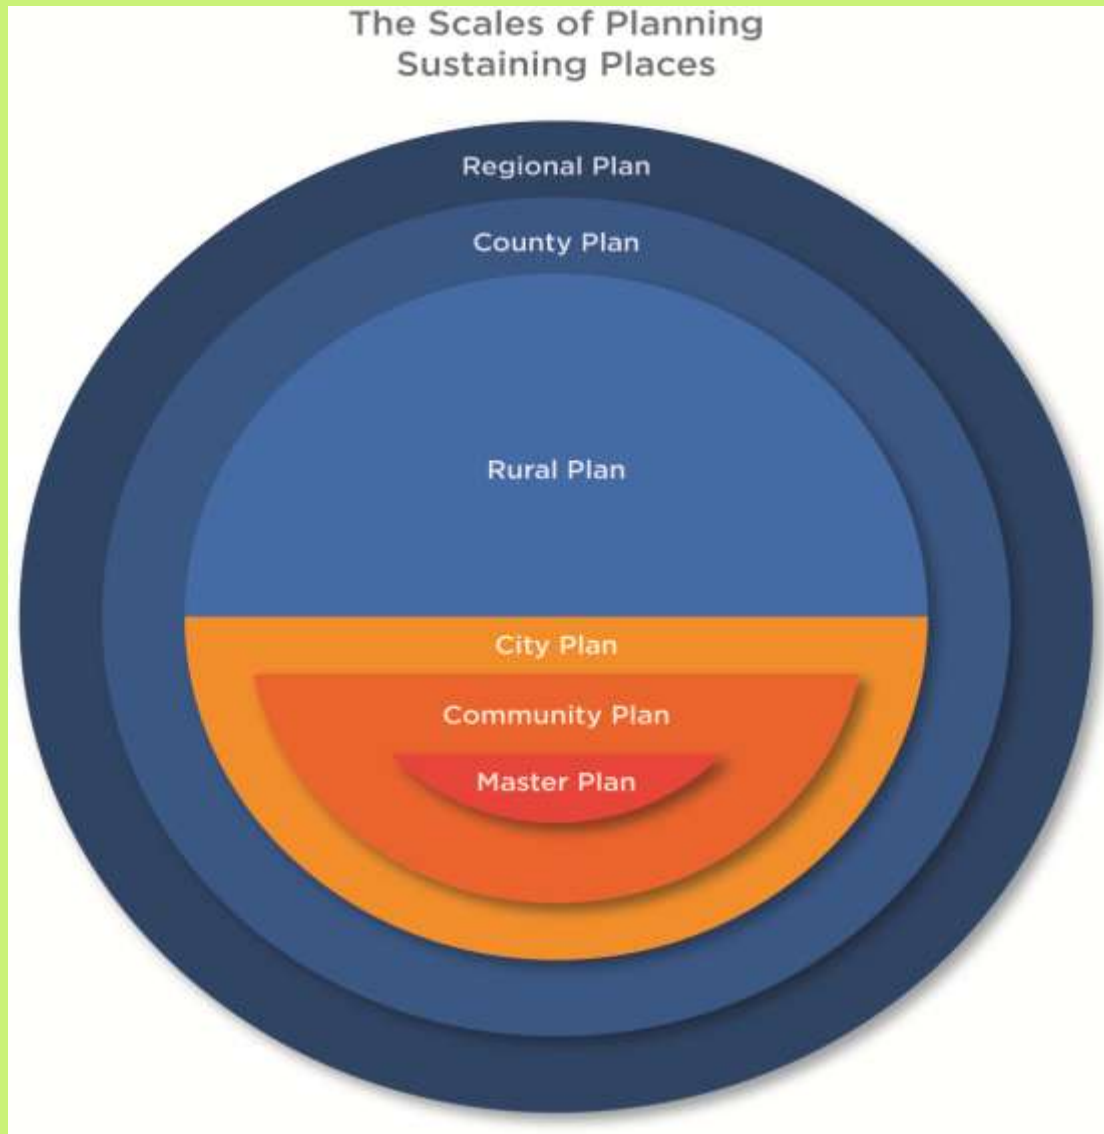 The Scales of Planning
Sustaining Places
Regional Plan
County Plan
Rural Plan
City Plan
Community Plan
Master Plan